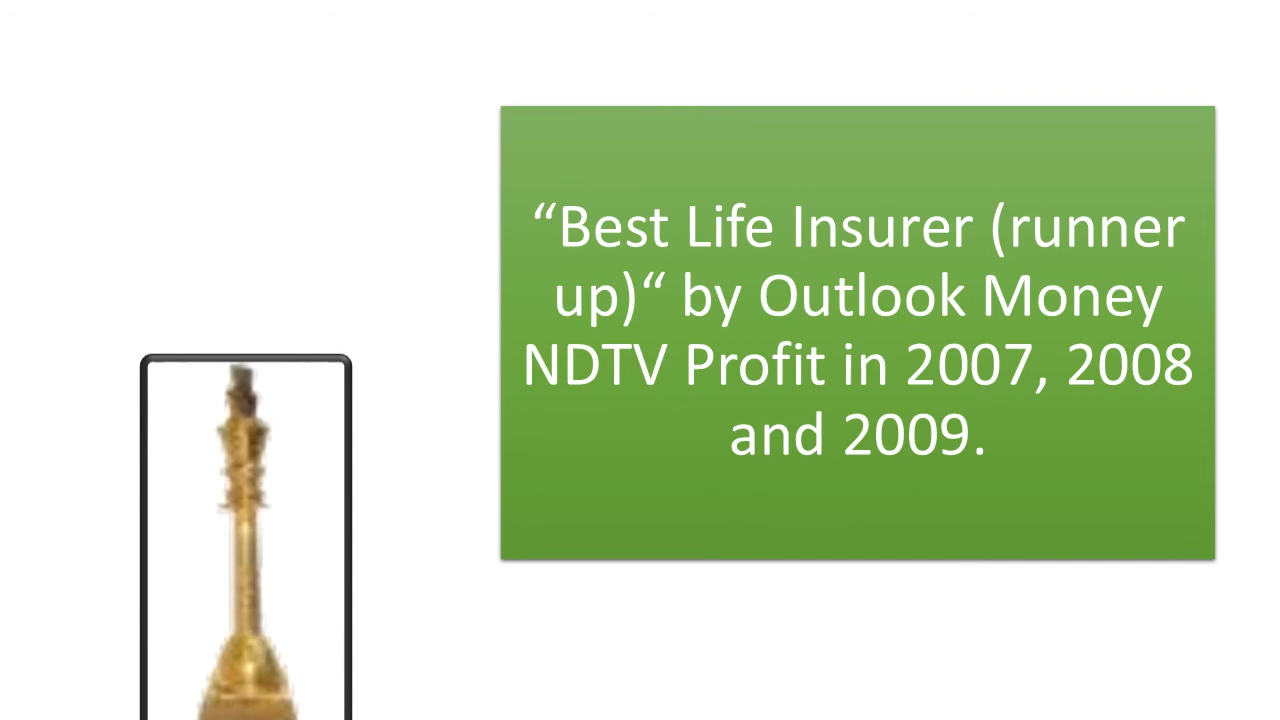 “Best Life Insurer (runner
up)“ by Outlook Money
NDTV Profit in 2007, 2008
and 2009.